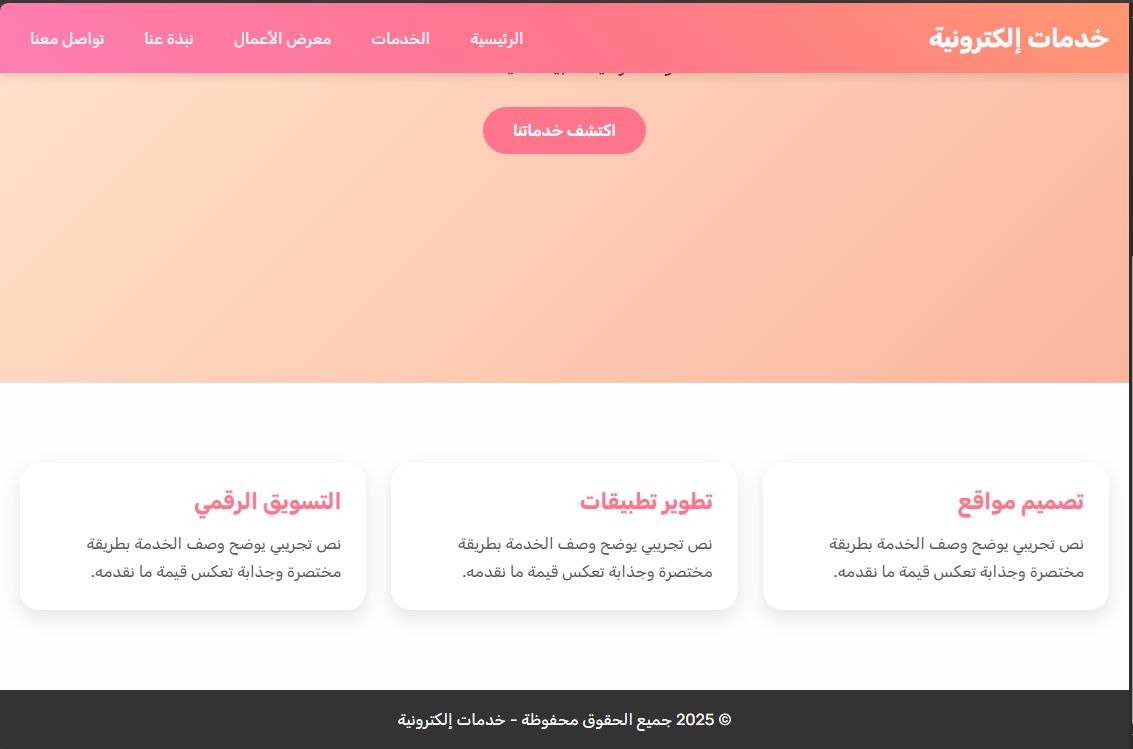 خدمات إلكترونية
الرئيسية
الخدمات
معرض الأعمال
نبذة عنا
تواصل معنا
اكتشف خدماتنا
تصميم مواقع
نص تجريبي يوضح وصف الخدمة بطريقة
مختصرة وجذابة تعكس قيمة ما نقدمه.
تطوير تطبيقات
نص تجريبي يوضح وصف الخدمة بطريقة
مختصرة وجذابة تعكس قيمة ما نقدمه.
التسويق الرقمي
نص تجريبي يوضح وصف الخدمة بطريقة
مختصرة وجذابة تعكس قيمة ما نقدمه.
© 2025 جميع الحقوق محفوظة - خدمات إلكترونية